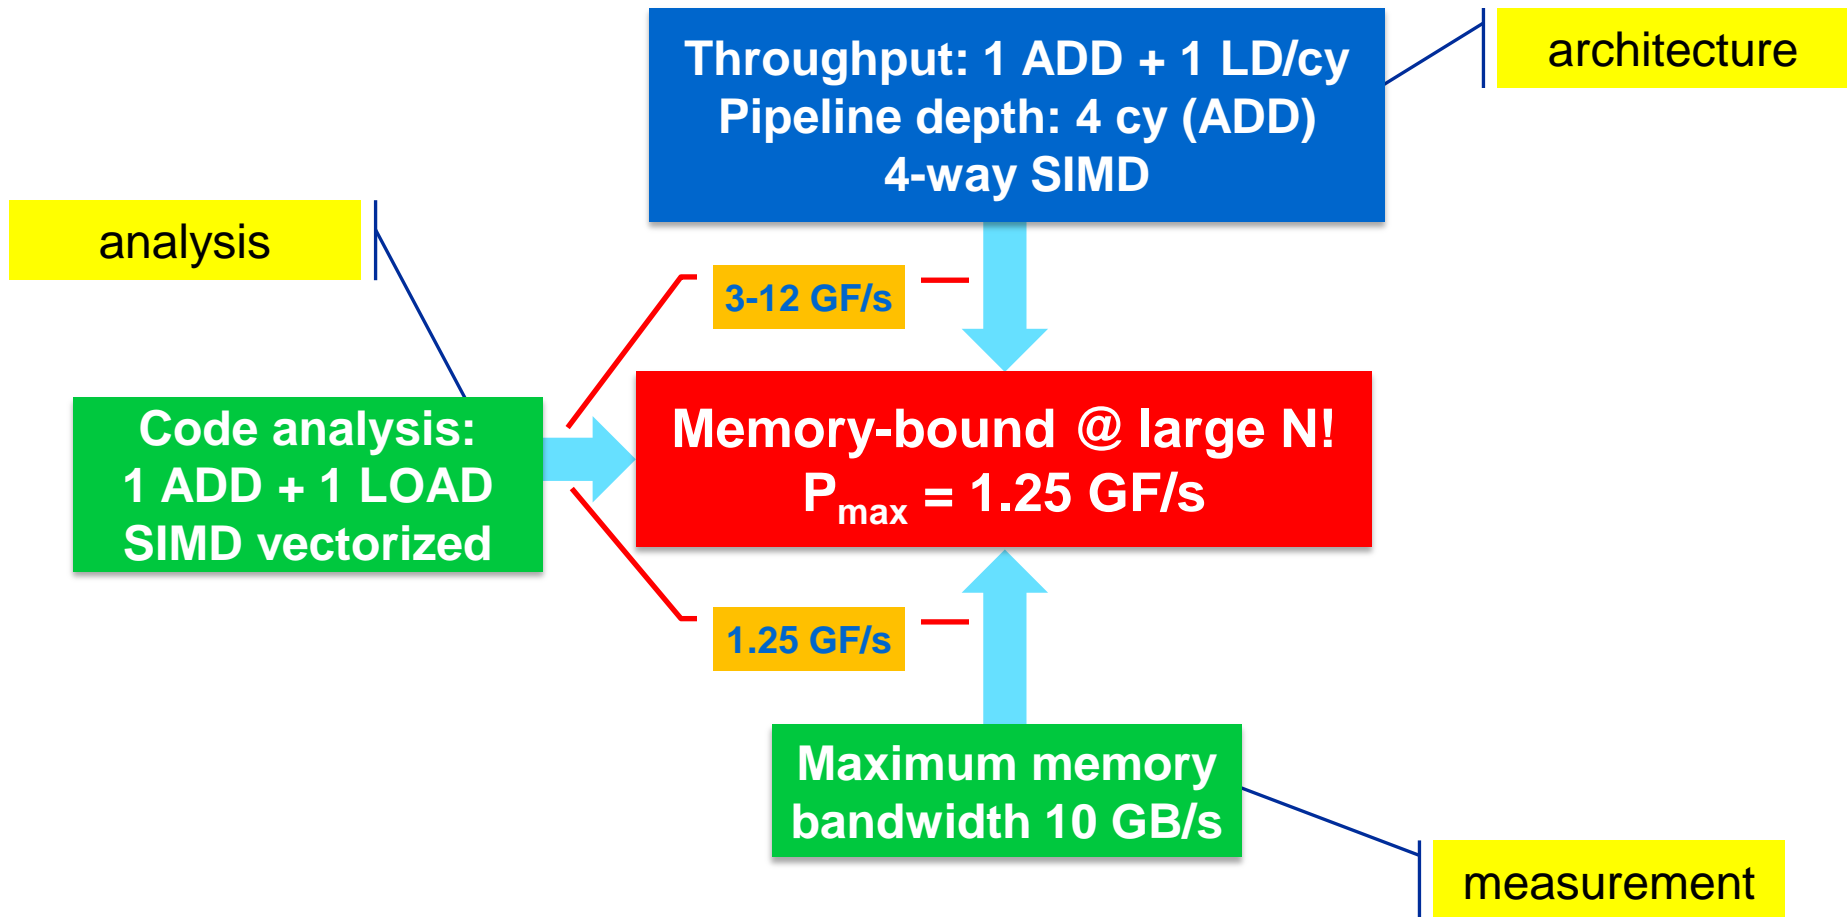 Throughput: 1 ADD + 1 LD/cy
Pipeline depth: 4 cy (ADD)
4-way SIMD
architecture
analysis
3-12 GF/s
Code analysis:
1 ADD + 1 LOAD
SIMD vectorized
Memory-bound @ large N!
Pmax = 1.25 GF/s
1.25 GF/s
Maximum memory
bandwidth 10 GB/s
measurement